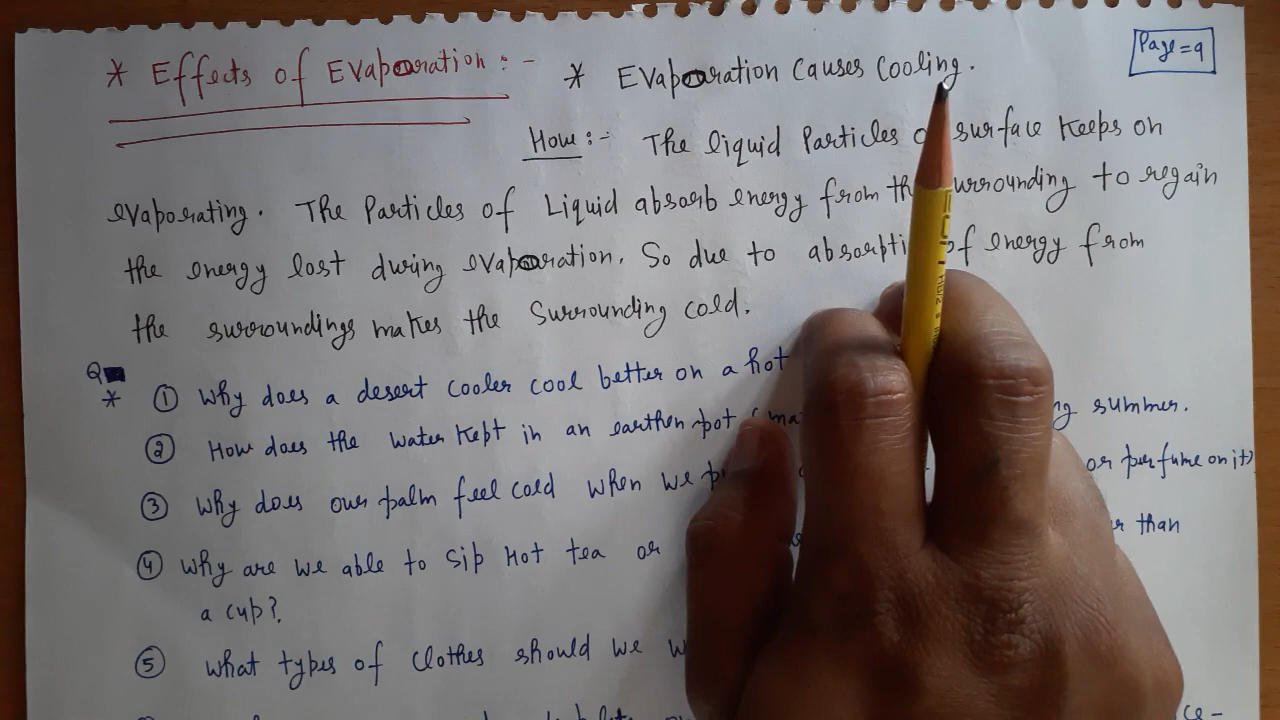 * Effects of Evaporation :-  * Evaporation Causes Cooling.
Page = 9
How :- The liquid Particles surface Keeps on
evaporating. The Particles of Liquid absorb energy from to regain
the energy lost during evaporation. So due to of energy from
the surroundings makes the Surrounding cold.
Q
* ① Why does a desert cooler cool better on a hot
② How does the water Kept in an earthen pot summer.
③ Why does our palm feel cold when we or perfume on it)
④ Why are we able to sip Hot tea or than
a cup?
⑤ What types of clothes should we